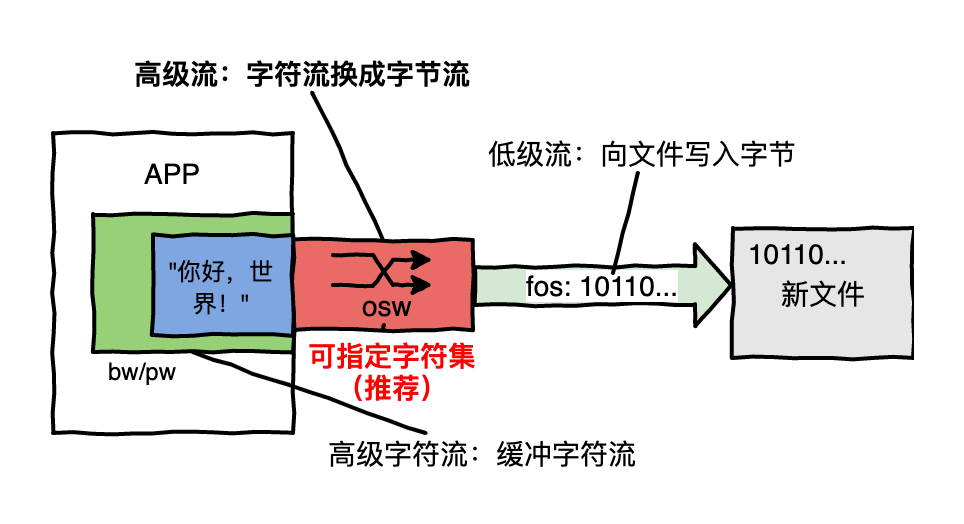 高级流：字符流换成字节流
低级流：向文件写入字节
APP
"你好，世
界！"
bw/pw
osw
可指定字符集
（推荐）
fos: 10110...
10110...
新文件
高级字符流：缓冲字符流